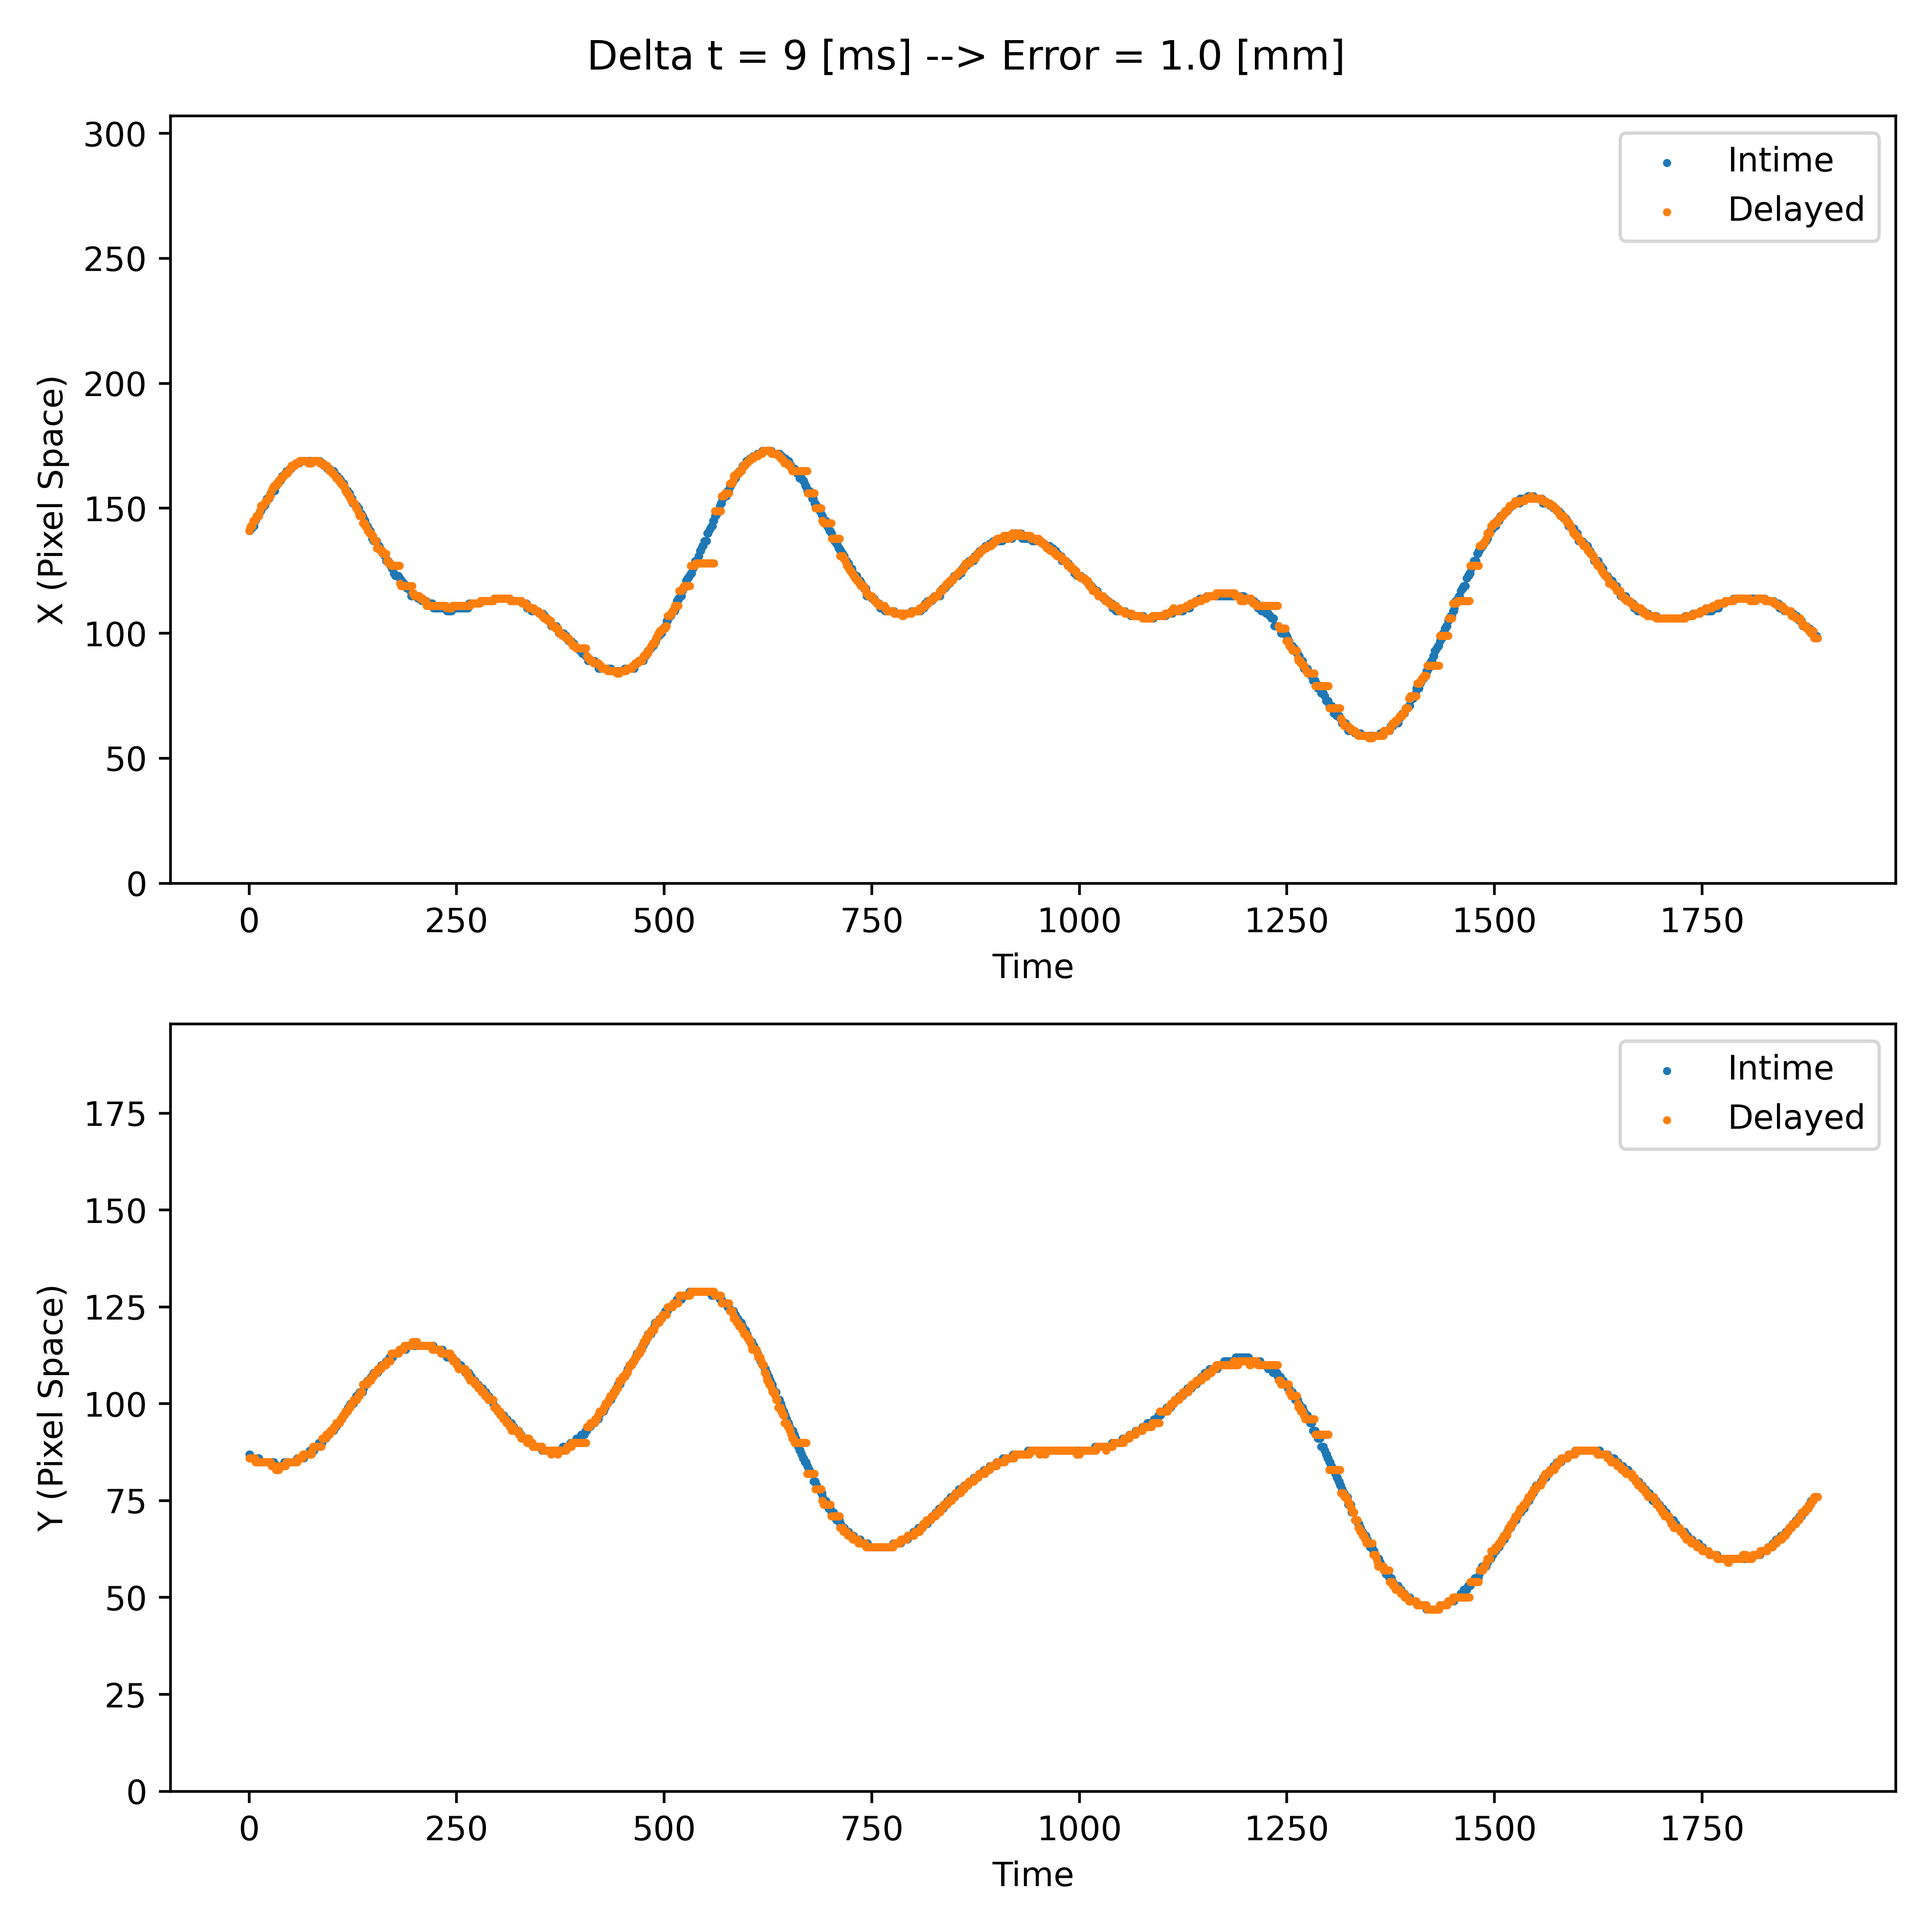 Delta t = 9 [ms] --> Error = 1.0 [mm]
300
250
200
150
100
50
0
X (Pixel Space)
Intime
Delayed
0 250 500 750 1000 1250 1500 1750
Time
175
150
125
100
75
50
25
0
Y (Pixel Space)
Intime
Delayed
0 250 500 750 1000 1250 1500 1750
Time